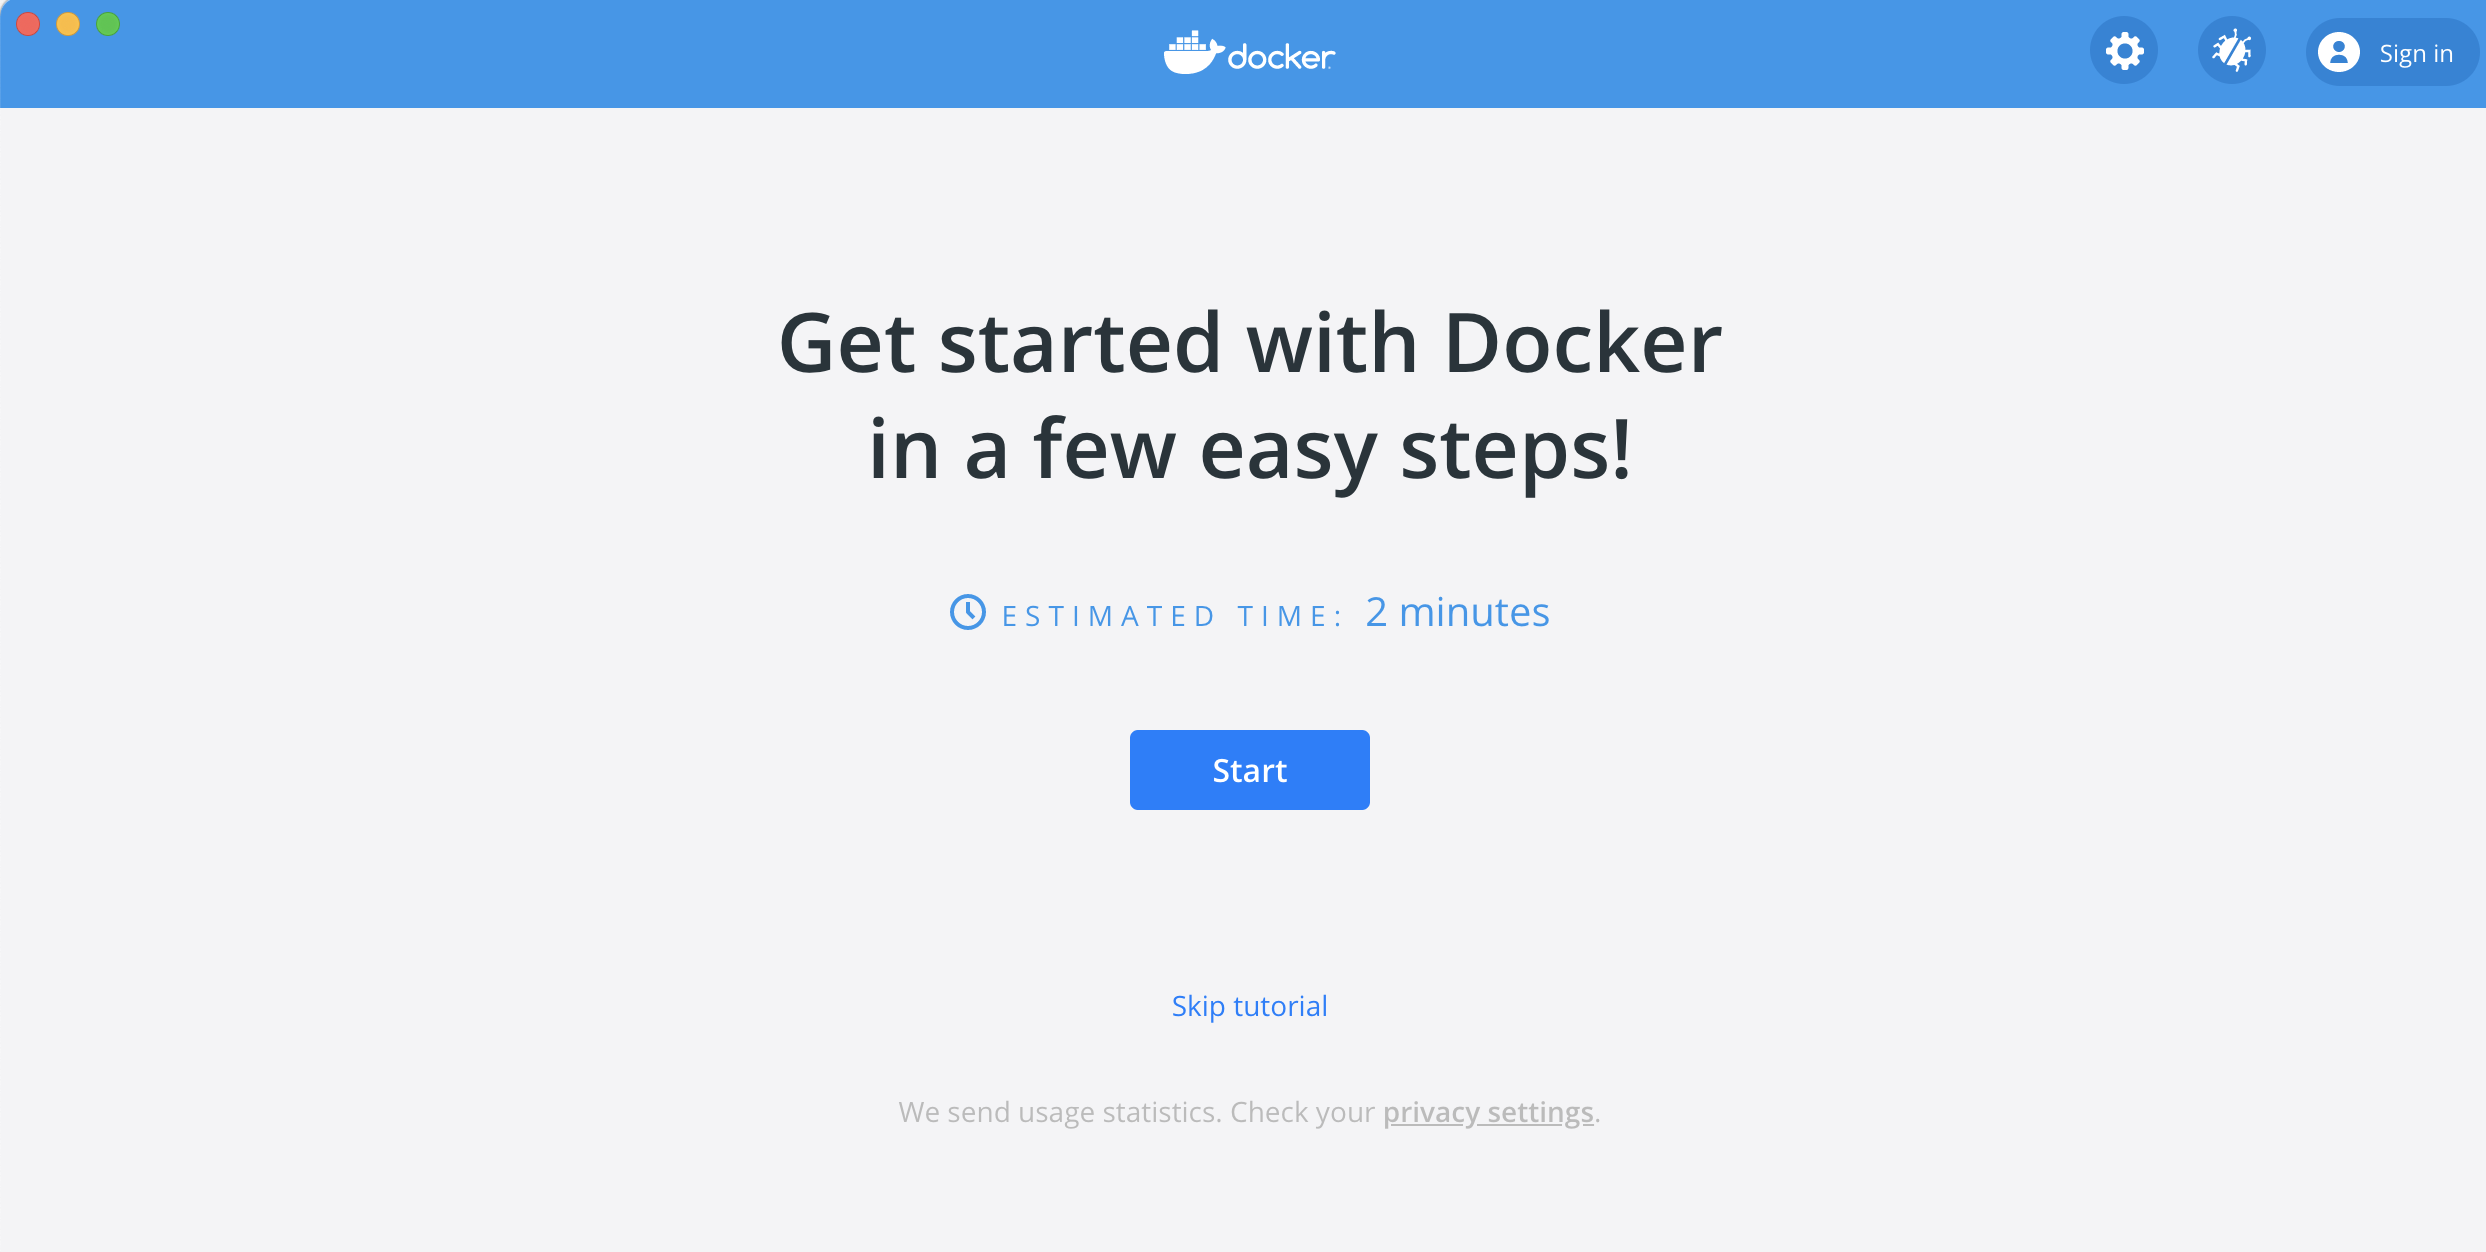 docker
Sign in
Get started with Docker
in a few easy steps!
ESTIMATED TIME: 2 minutes
Start
Skip tutorial
We send usage statistics. Check your privacy settings.